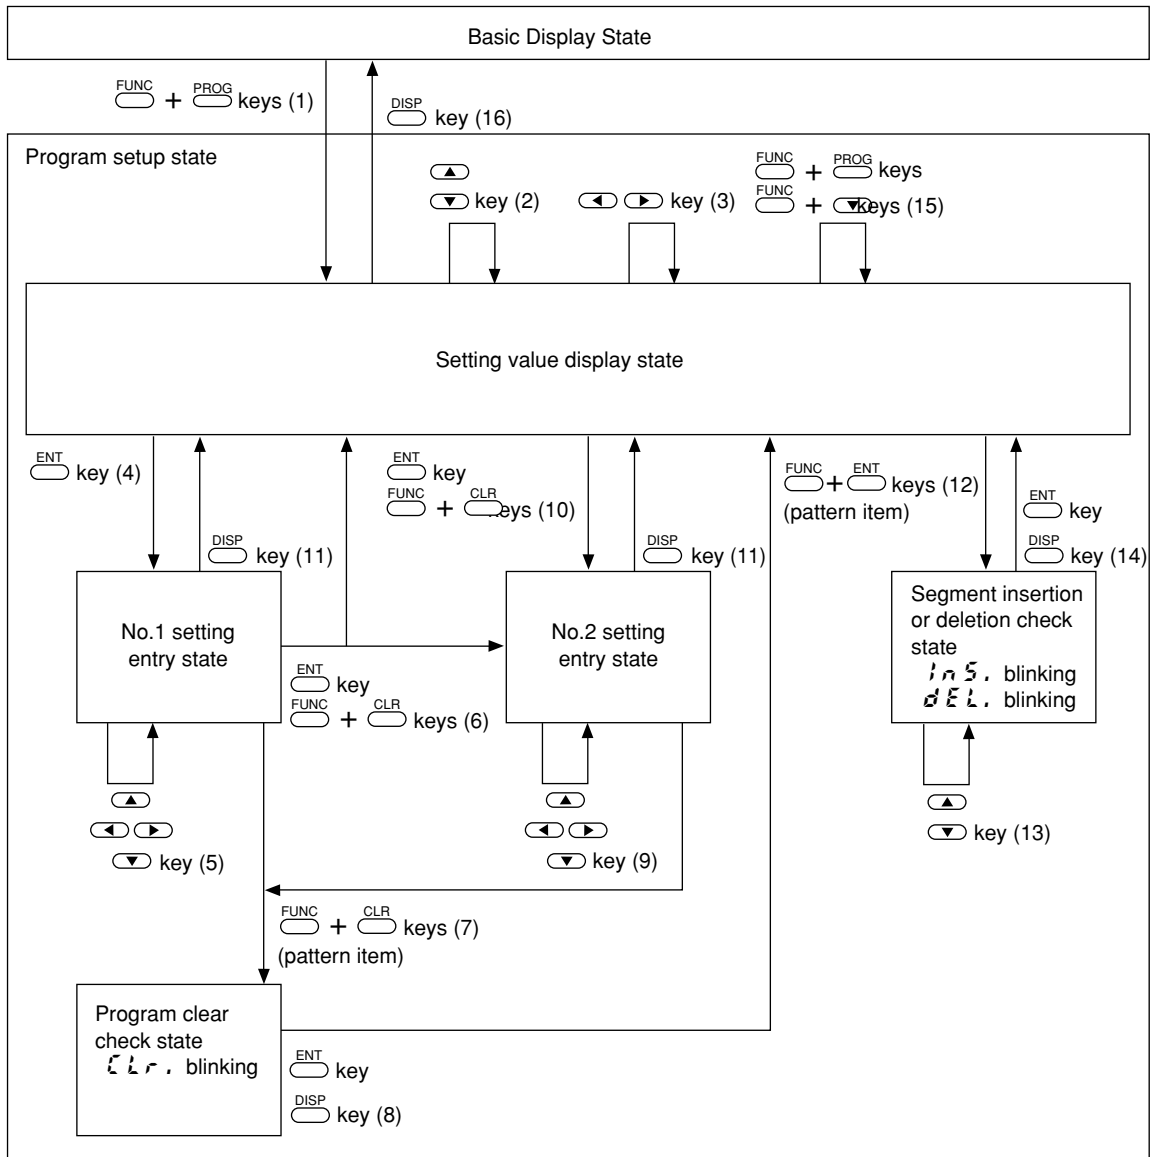 Basic Display State
FUNC + PROG keys (1)
DISP key (16)
Program setup state
▲
▼ key (2)
◀ ▶ key (3)
FUNC + PROG keys
FUNC + ▼ keys (15)
Setting value display state
ENT key (4)
DISP key (11)
ENT key
FUNC + CLR keys (10)
DISP key (11)
FUNC + ENT keys (12)
(pattern item)
ENT key
DISP key (14)
No.1 setting
entry state
No.2 setting
entry state
Segment insertion
or deletion check
state
InS. blinking
dEL. blinking
ENT key
FUNC + CLR keys (6)
▲
◀ ▶
▼ key (5)
▲
◀ ▶
▼ key (9)
▲
▼ key (13)
FUNC + CLR keys (7)
(pattern item)
Program clear
check state
CLr. blinking
ENT key
DISP key (8)